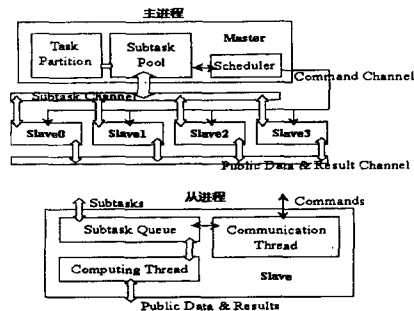 主进程
Master
Task Partition
Subtask Pool
Scheduler
Command Channel
Subtask Channel
Slave0
Slave1
Slave2
Slave3
Public Data & Result Channel
从进程
Subtasks
Commands
Subtask Queue
Communication Thread
Computing Thread
Slave
Public Data & Results